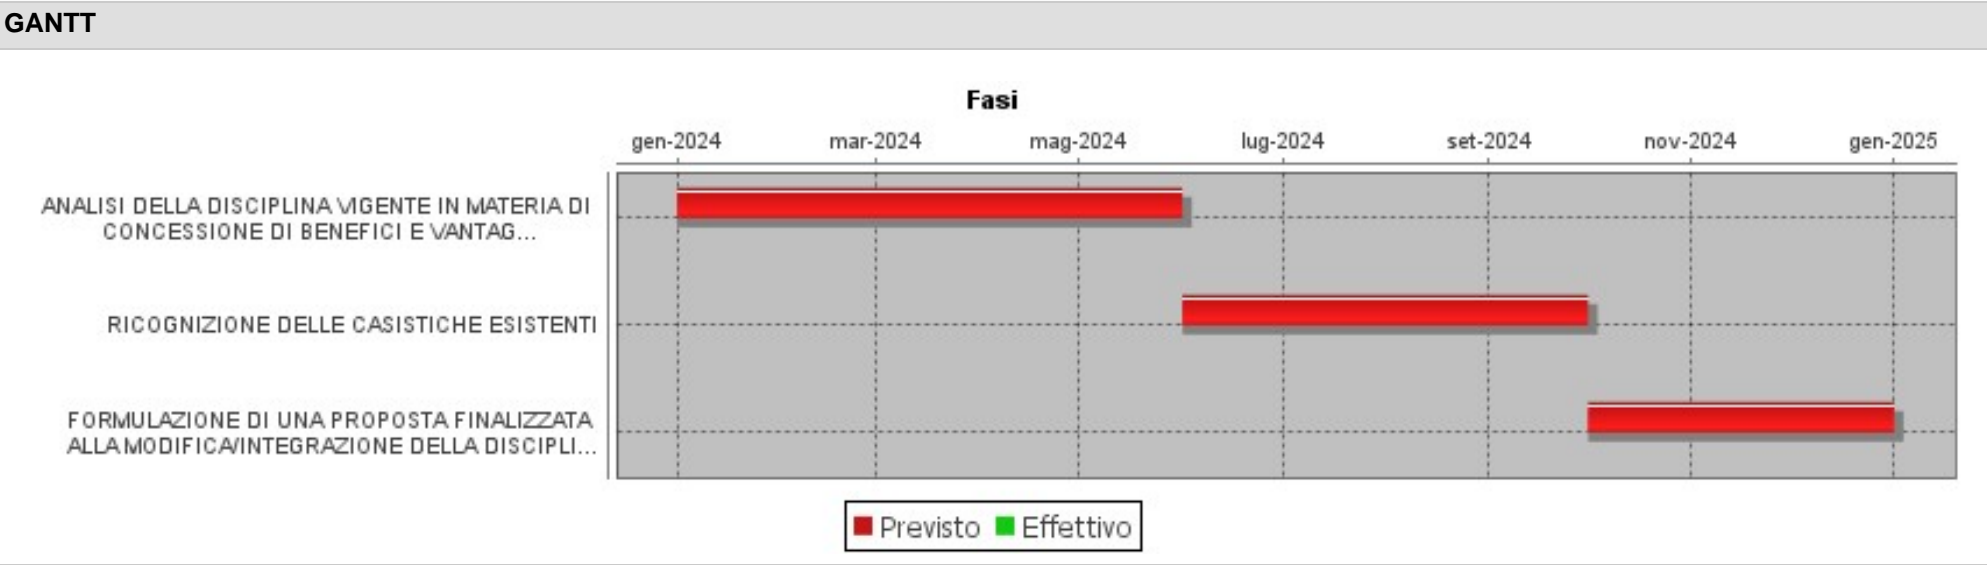 GANTT
Fasi
gen-2024 mar-2024 mag-2024 lug-2024 set-2024 nov-2024 gen-2025
ANALISI DELLA DISCIPLINA VIGENTE IN MATERIA DI
CONCESSIONE DI BENEFICI E VANTAG...
RICOGNIZIONE DELLE CASISTICHE ESISTENTI
FORMULAZIONE DI UNA PROPOSTA FINALIZZATA
ALLA MODIFICA/INTEGRAZIONE DELLA DISCIPLI...
Previsto Effettivo